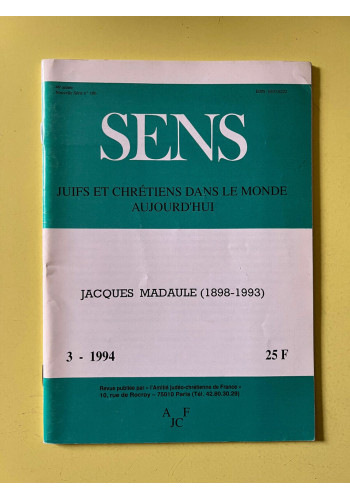 SENS
JUIFS ET CHRÉTIENS DANS LE MONDE
AUJOURD'HUI
JACQUES MADAULE (1898-1993)
3 - 1994 25 F
Revue publiée par « l'Amitié judéo-chrétienne de France »
10, rue de Rocroy – 75010 Paris (Tél. 42.80.30.29)
A F
JC